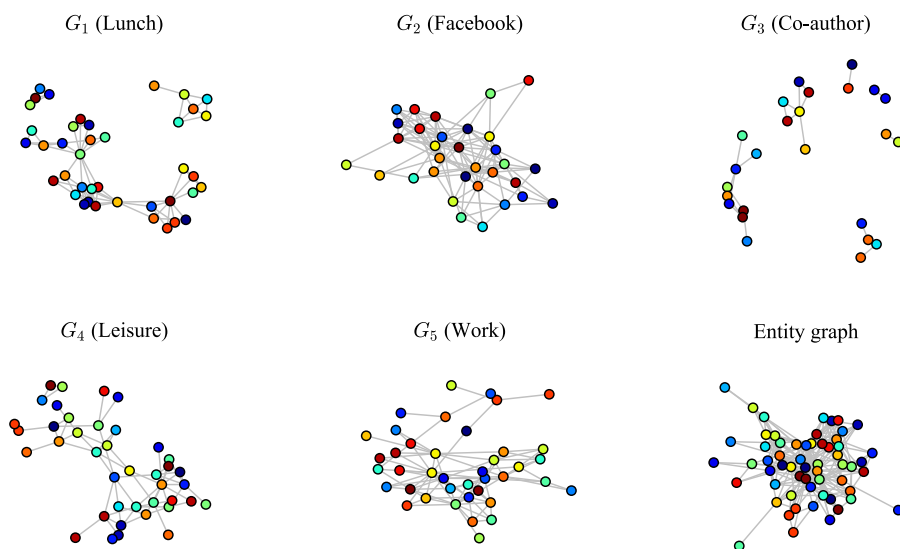 G₁ (Lunch)
G₂ (Facebook)
G₃ (Co-author)
G₄ (Leisure)
G₅ (Work)
Entity graph